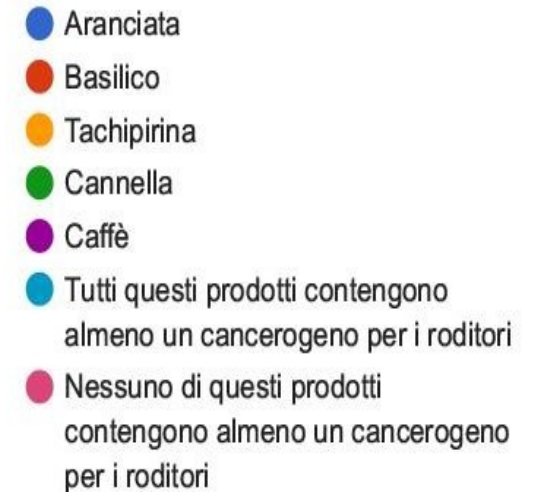 Aranciata
Basilico
Tachipirina
Cannella
Caffè
Tutti questi prodotti contengono
almeno un cancerogeno per i roditori
Nessuno di questi prodotti
contengono almeno un cancerogeno
per i roditori